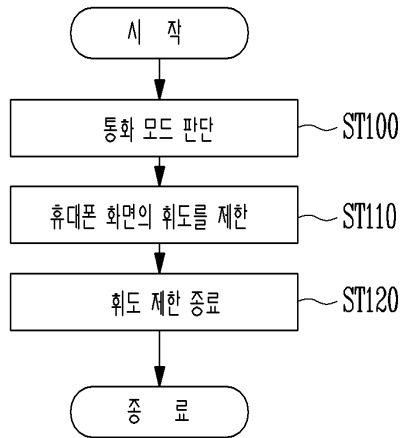 시 작
통화 모드 판단
ST100
휴대폰 화면의 휘도를 제한
ST110
휘도 제한 종료
ST120
종 료